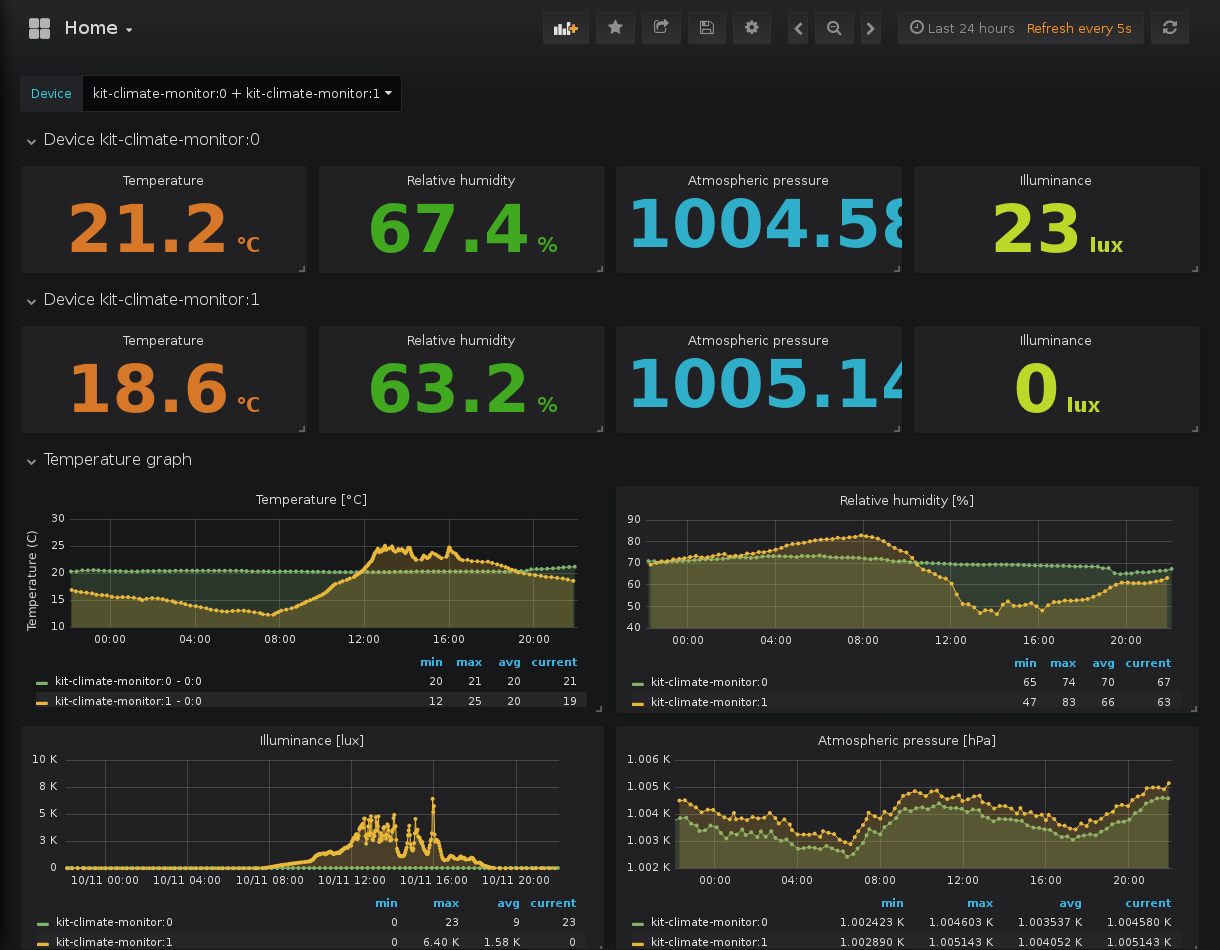 Home
Last 24 hours Refresh every 5s
Device kit-climate-monitor:0 + kit-climate-monitor:1
Device kit-climate-monitor:0
Temperature Relative humidity Atmospheric pressure Illuminance
21.2 °C 67.4 % 1004.58 23 lux
Device kit-climate-monitor:1
Temperature Relative humidity Atmospheric pressure Illuminance
18.6 °C 63.2 % 1005.14 0 lux
Temperature graph
Temperature [°C]
Temperature (C)
30
25
20
15
10
00:00 04:00 08:00 12:00 16:00 20:00
min max avg current
kit-climate-monitor:0 - 0:0 20 21 20 21
kit-climate-monitor:1 - 0:0 12 25 20 19
Relative humidity [%]
90
80
70
60
50
40
00:00 04:00 08:00 12:00 16:00 20:00
min max avg current
kit-climate-monitor:0 65 74 70 67
kit-climate-monitor:1 47 83 66 63
Illuminance [lux]
10 K
8 K
5 K
3 K
0
10/11 00:00 10/11 04:00 10/11 08:00 10/11 12:00 10/11 16:00 10/11 20:00
min max avg current
kit-climate-monitor:0 0 23 9 23
kit-climate-monitor:1 0 6.40 K 1.58 K 0
Atmospheric pressure [hPa]
1.006 K
1.005 K
1.004 K
1.003 K
1.002 K
00:00 04:00 08:00 12:00 16:00 20:00
min max avg current
kit-climate-monitor:0 1.002423 K 1.004603 K 1.003537 K 1.004580 K
kit-climate-monitor:1 1.002890 K 1.005143 K 1.004052 K 1.005143 K